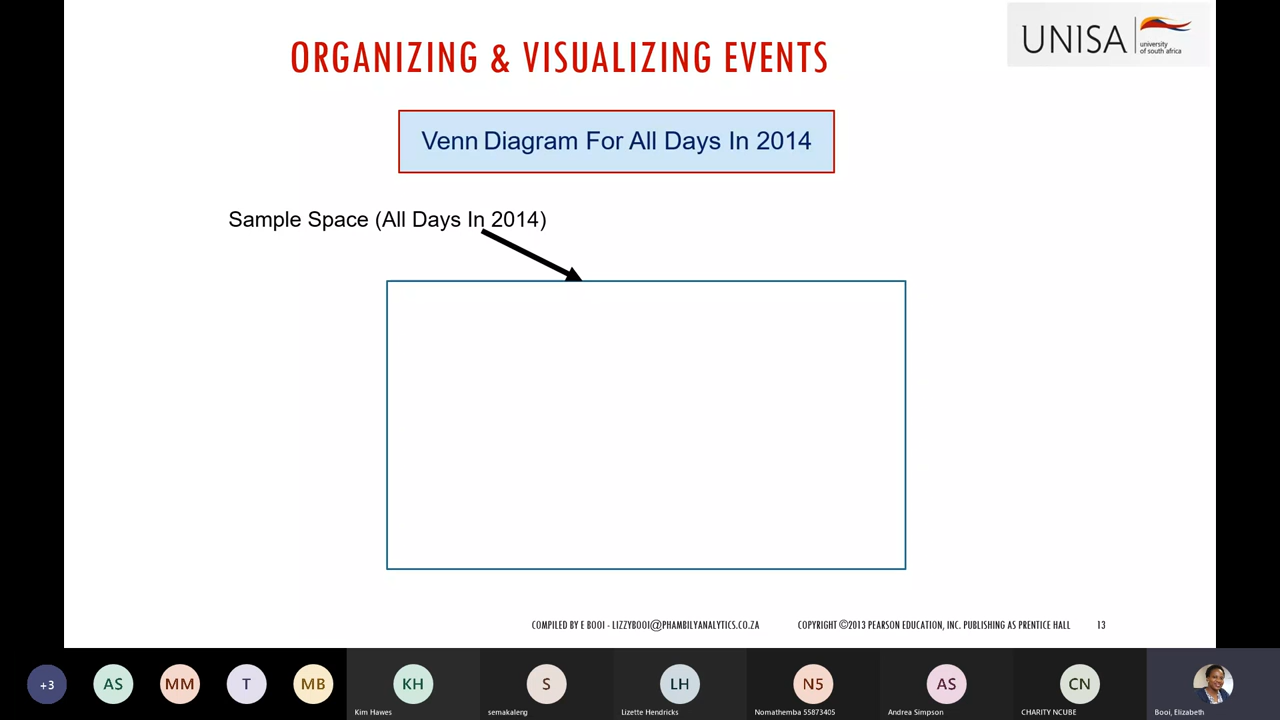 ORGANIZING & VISUALIZING EVENTS
UNISA
university
of south africa
Venn Diagram For All Days In 2014
Sample Space (All Days In 2014)
COMPILED BY E BOOI - LIZZYBOOI@PHAMBILYANALYTICS.CO.ZA
COPYRIGHT ©2013 PEARSON EDUCATION, INC. PUBLISHING AS PRENTICE HALL
13
+3
AS
MM
T
MB
KH
S
LH
N5
AS
CN
Kim Hawes
semakaleng
Lizette Hendricks
Nomathemba 55873405
Andrea Simpson
CHARITY NCUBE
Booi, Elizabeth